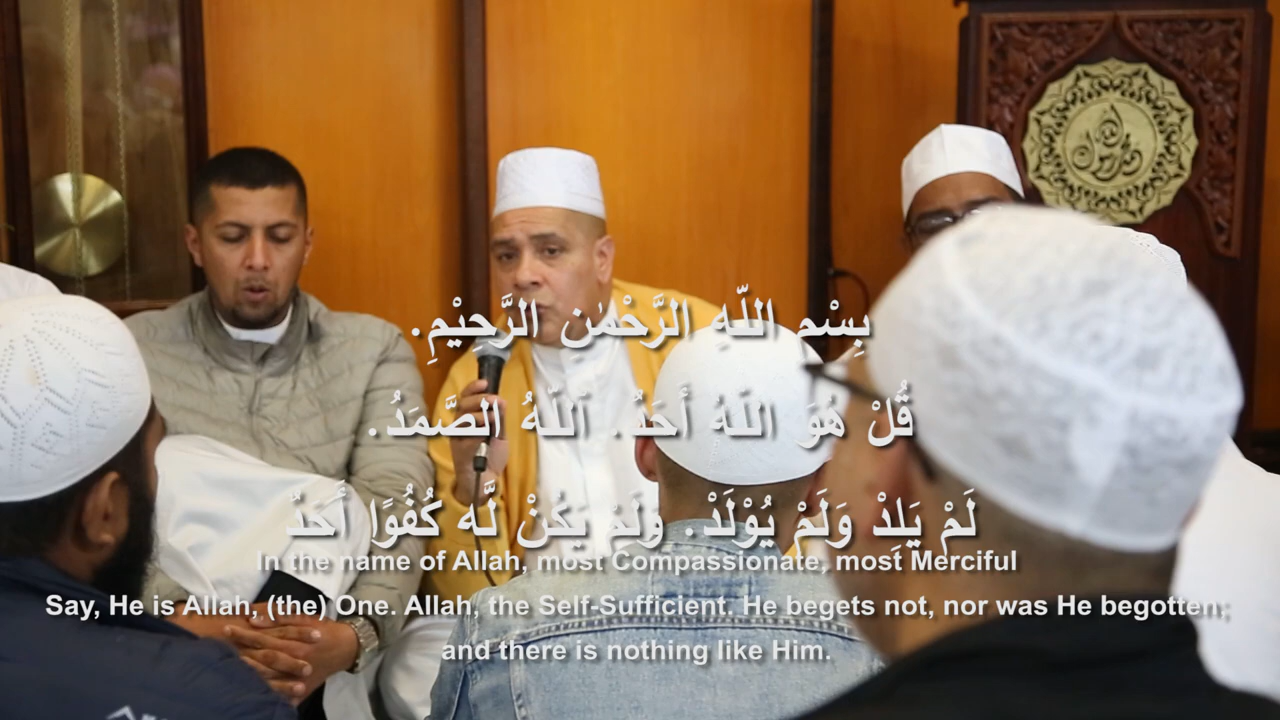 بِسْمِ اللّهِ الرَّحْمٰنِ الرَّحِيْمِ.
قُلْ هُوَ اللّهُ أَحَدٌ. اَللّهُ الصَّمَدُ.
لَمْ يَلِدْ وَلَمْ يُوْلَدْ. وَلَمْ يَكُنْ لَّه كُفُوًا أَحَدٌ
In the name of Allah, most Compassionate, most Merciful
Say, He is Allah, (the) One. Allah, the Self-Sufficient. He begets not, nor was He begotten;
and there is nothing like Him.